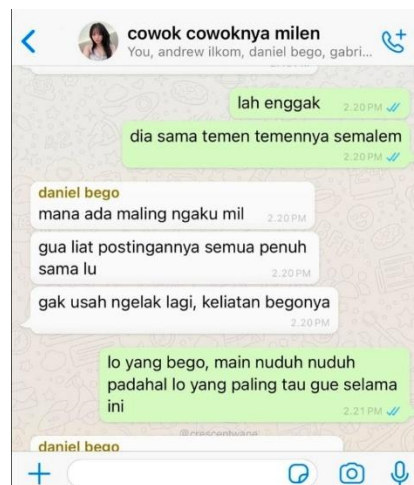 cowok cowoknya milen
You, andrew ilkom, daniel bego, gabri...
lah enggak 2.20 PM
dia sama temen temennya semalem
2.20 PM
daniel bego
mana ada maling ngaku mil 2.20 PM
gua liat postingannya semua penuh
sama lu 2.20 PM
gak usah ngelak lagi, keliatan begonya
2.20 PM
lo yang bego, main nuduh nuduh
padahal lo yang paling tau gue selama
ini 2.21 PM
@crescentwane
daniel bego